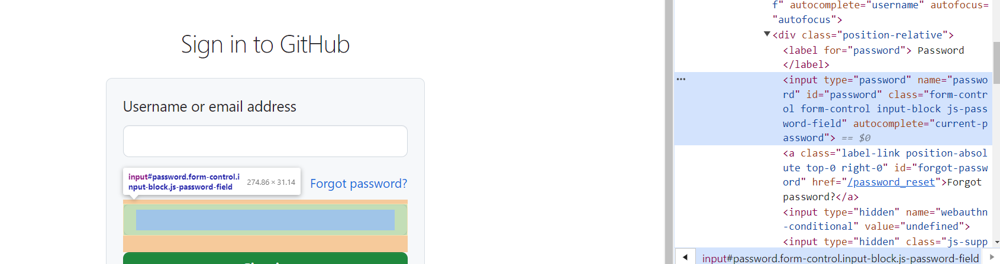 Sign in to GitHub
Username or email address
input#password.form-control.i
nput-block.js-password-field
274.86 × 31.14
Forgot password?
f" autocomplete="username" autofocus=
"autofocus">
<div class="position-relative">
<label for="password"> Password
</label>
<input type="password" name="passwo
rd" id="password" class="form-contr
ol form-control input-block js-pass
word-field" autocomplete="current-p
assword"> == $0
<a class="label-link position-absol
ute top-0 right-0" id="forgot-passw
ord" href="/password_reset">Forgot
password?</a>
<input type="hidden" name="webauthn
-conditional" value="undefined">
<input type="hidden" class="js-supp
input#password.form-control.input-block.js-password-field